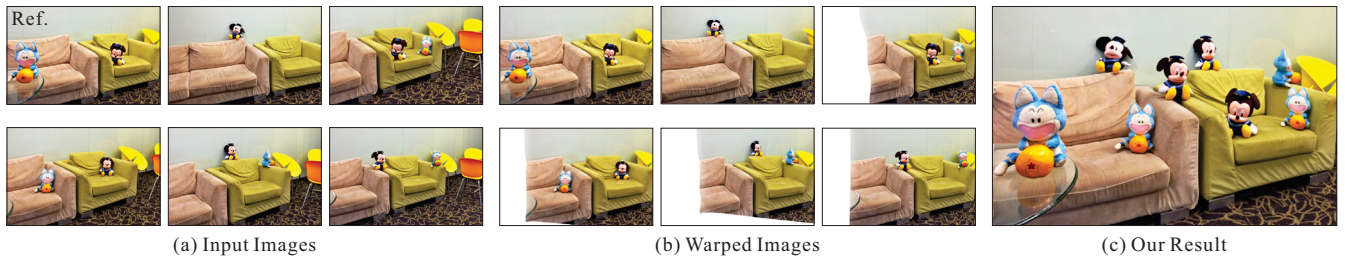 Ref.
(a) Input Images
(b) Warped Images
(c) Our Result